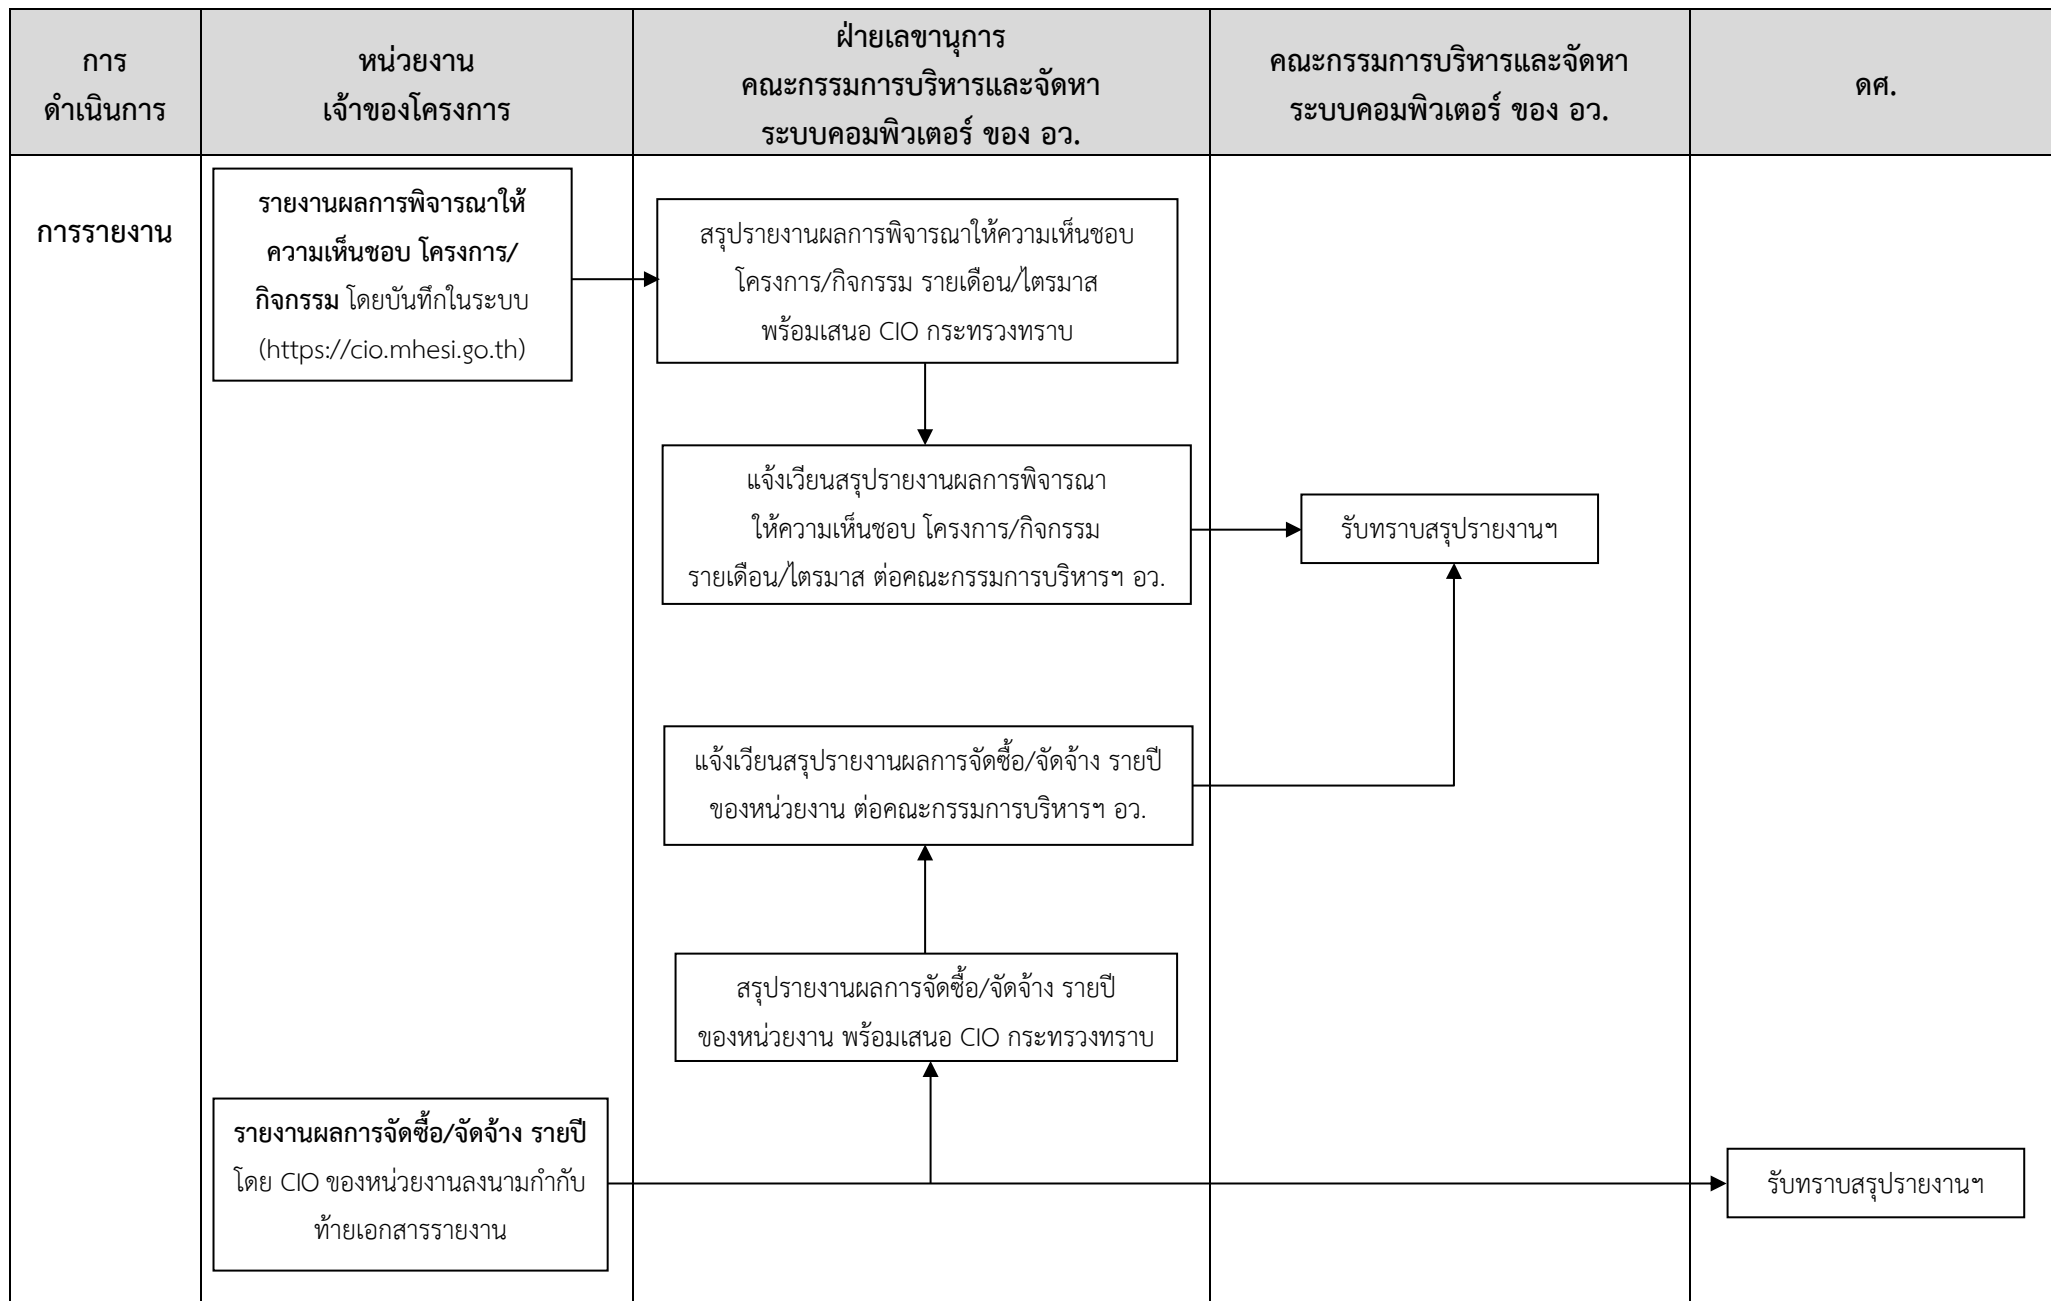 การ
ดำเนินการ
หน่วยงาน
เจ้าของโครงการ
ฝ่ายเลขานุการ
คณะกรรมการบริหารและจัดหา
ระบบคอมพิวเตอร์ ของ อว.
คณะกรรมการบริหารและจัดหา
ระบบคอมพิวเตอร์ ของ อว.
ดศ.
การรายงาน
รายงานผลการพิจารณาให้
ความเห็นชอบ โครงการ/
กิจกรรม โดยบันทึกในระบบ
(https://cio.mhesi.go.th)
สรุปรายงานผลการพิจารณาให้ความเห็นชอบ
โครงการ/กิจกรรม รายเดือน/ไตรมาส
พร้อมเสนอ CIO กระทรวงทราบ
แจ้งเวียนสรุปรายงานผลการพิจารณา
ให้ความเห็นชอบ โครงการ/กิจกรรม
รายเดือน/ไตรมาส ต่อคณะกรรมการบริหารฯ อว.
รับทราบสรุปรายงานฯ
แจ้งเวียนสรุปรายงานผลการจัดซื้อ/จัดจ้าง รายปี
ของหน่วยงาน ต่อคณะกรรมการบริหารฯ อว.
สรุปรายงานผลการจัดซื้อ/จัดจ้าง รายปี
ของหน่วยงาน พร้อมเสนอ CIO กระทรวงทราบ
รายงานผลการจัดซื้อ/จัดจ้าง รายปี
โดย CIO ของหน่วยงานลงนามกำกับ
ท้ายเอกสารรายงาน
รับทราบสรุปรายงานฯ